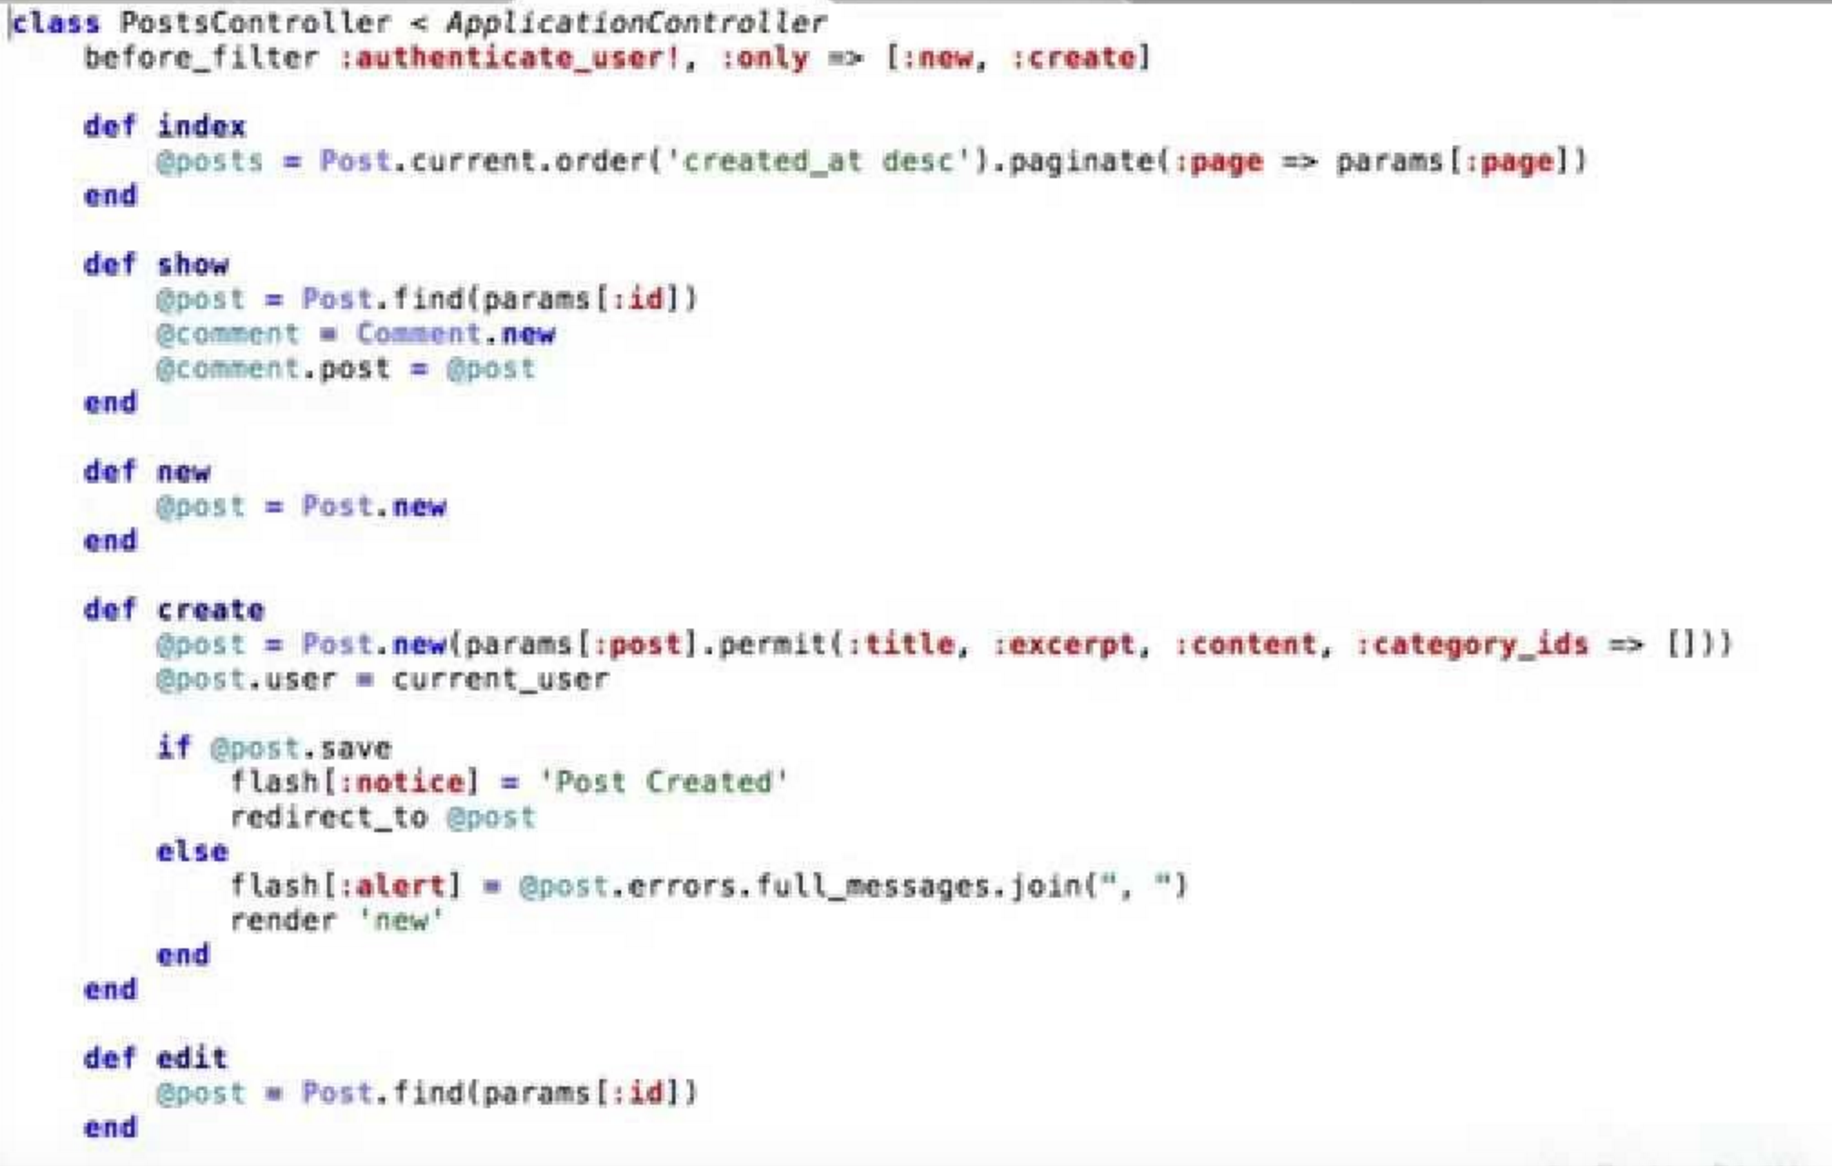 class PostsController < ApplicationController
    before_filter :authenticate_user!, :only => [:new, :create]

    def index
        @posts = Post.current.order('created_at desc').paginate(:page => params[:page])
    end

    def show
        @post = Post.find(params[:id])
        @comment = Comment.new
        @comment.post = @post
    end

    def new
        @post = Post.new
    end

    def create
        @post = Post.new(params[:post].permit(:title, :excerpt, :content, :category_ids => []))
        @post.user = current_user

        if @post.save
            flash[:notice] = 'Post Created'
            redirect_to @post
        else
            flash[:alert] = @post.errors.full_messages.join(", ")
            render 'new'
        end
    end

    def edit
        @post = Post.find(params[:id])
    end